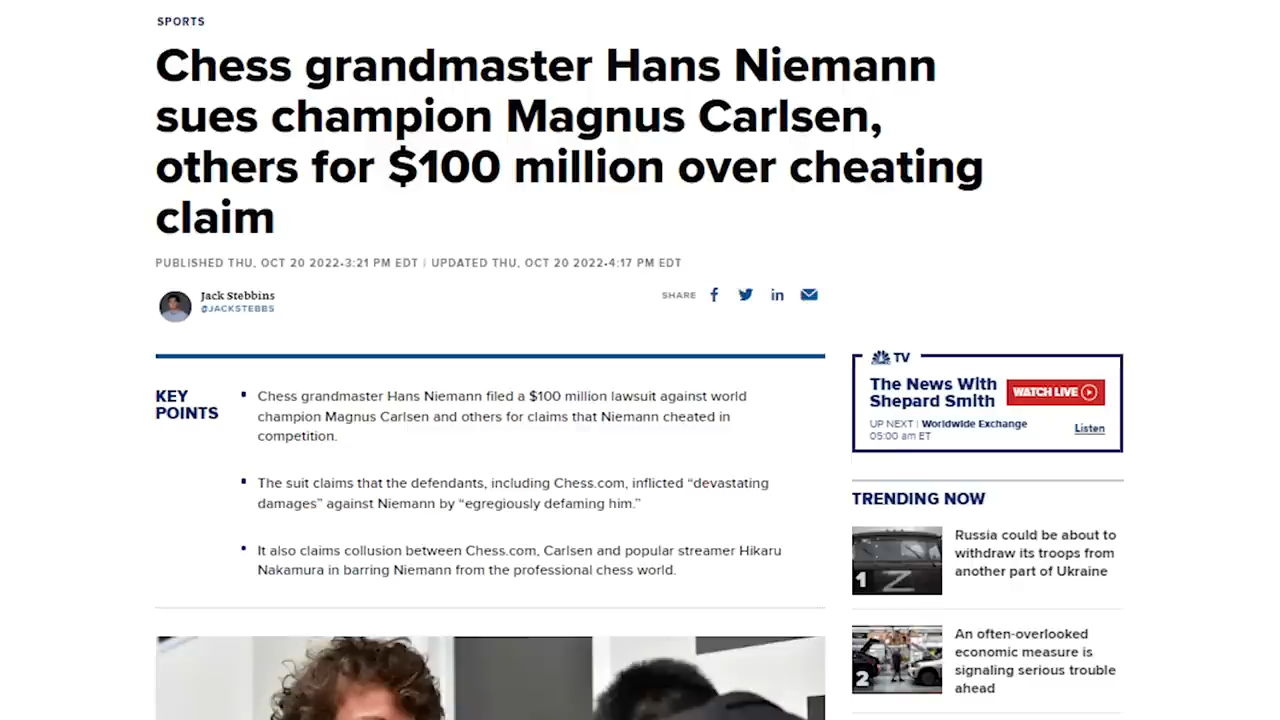 SPORTS
Chess grandmaster Hans Niemann
sues champion Magnus Carlsen,
others for $100 million over cheating
claim
PUBLISHED THU, OCT 20 2022•3:21 PM EDT | UPDATED THU, OCT 20 2022•4:17 PM EDT
Jack Stebbins
@JACKSTEBBS
SHARE
KEY
POINTS
Chess grandmaster Hans Niemann filed a $100 million lawsuit against world
champion Magnus Carlsen and others for claims that Niemann cheated in
competition.
The suit claims that the defendants, including Chess.com, inflicted “devastating
damages” against Niemann by “egregiously defaming him.”
It also claims collusion between Chess.com, Carlsen and popular streamer Hikaru
Nakamura in barring Niemann from the professional chess world.
TV
The News With
Shepard Smith
WATCH LIVE
UP NEXT | Worldwide Exchange
05:00 am ET
Listen
TRENDING NOW
1
Z
Russia could be about to
withdraw its troops from
another part of Ukraine
2
An often-overlooked
economic measure is
signaling serious trouble
ahead